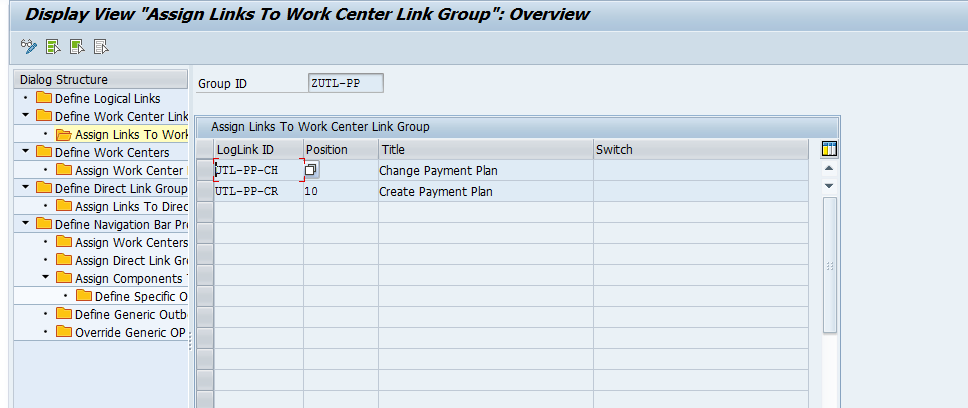 Display View "Assign Links To Work Center Link Group": Overview
Dialog Structure
Define Logical Links
Define Work Center Link
Assign Links To Work
Define Work Centers
Assign Work Center
Define Direct Link Group
Assign Links To Direc
Define Navigation Bar Pr
Assign Work Centers
Assign Direct Link Gr
Assign Components
Define Specific O
Define Generic Outb
Override Generic OP
Group ID ZUTL-PP
Assign Links To Work Center Link Group
LogLink ID Position Title Switch
UTL-PP-CH Change Payment Plan
UTL-PP-CR 10 Create Payment Plan